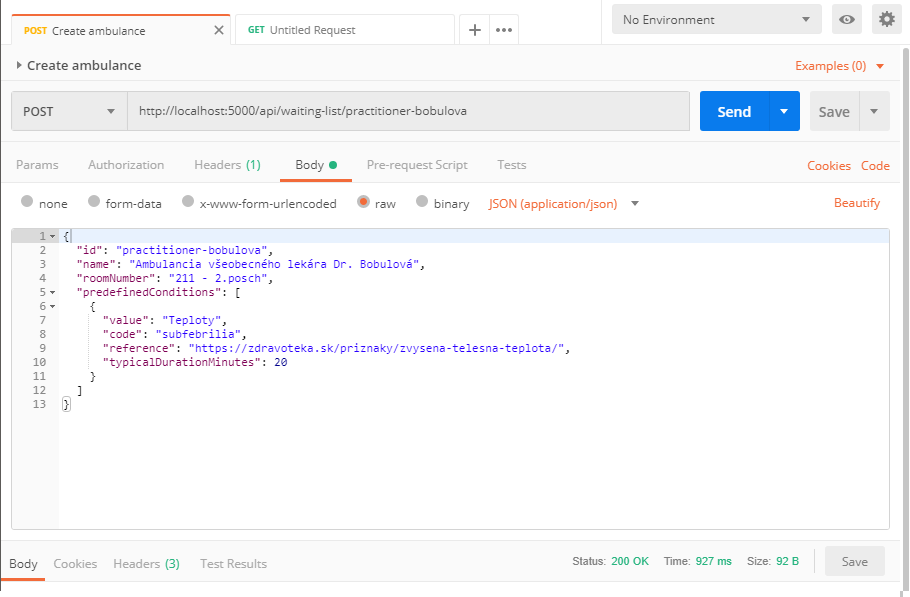 POST Create ambulance
GET Untitled Request
No Environment
Create ambulance
Examples (0)
POST
http://localhost:5000/api/waiting-list/practitioner-bobulova
Send
Save
Params Authorization Headers (1) Body Pre-request Script Tests Cookies Code
none form-data x-www-form-urlencoded raw binary JSON (application/json) Beautify
1 {
2 "id": "practitioner-bobulova",
3 "name": "Ambulancia všeobecného lekára Dr. Bobulová",
4 "roomNumber": "211 - 2.posch",
5 "predefinedConditions": [
6 {
7 "value": "Teploty",
8 "code": "subfebrilia",
9 "reference": "https://zdravoteka.sk/priznaky/zvysena-telesna-teplota/",
10 "typicalDurationMinutes": 20
11 }
12 ]
13 }
Body Cookies Headers (3) Test Results Status: 200 OK Time: 927 ms Size: 92 B Save